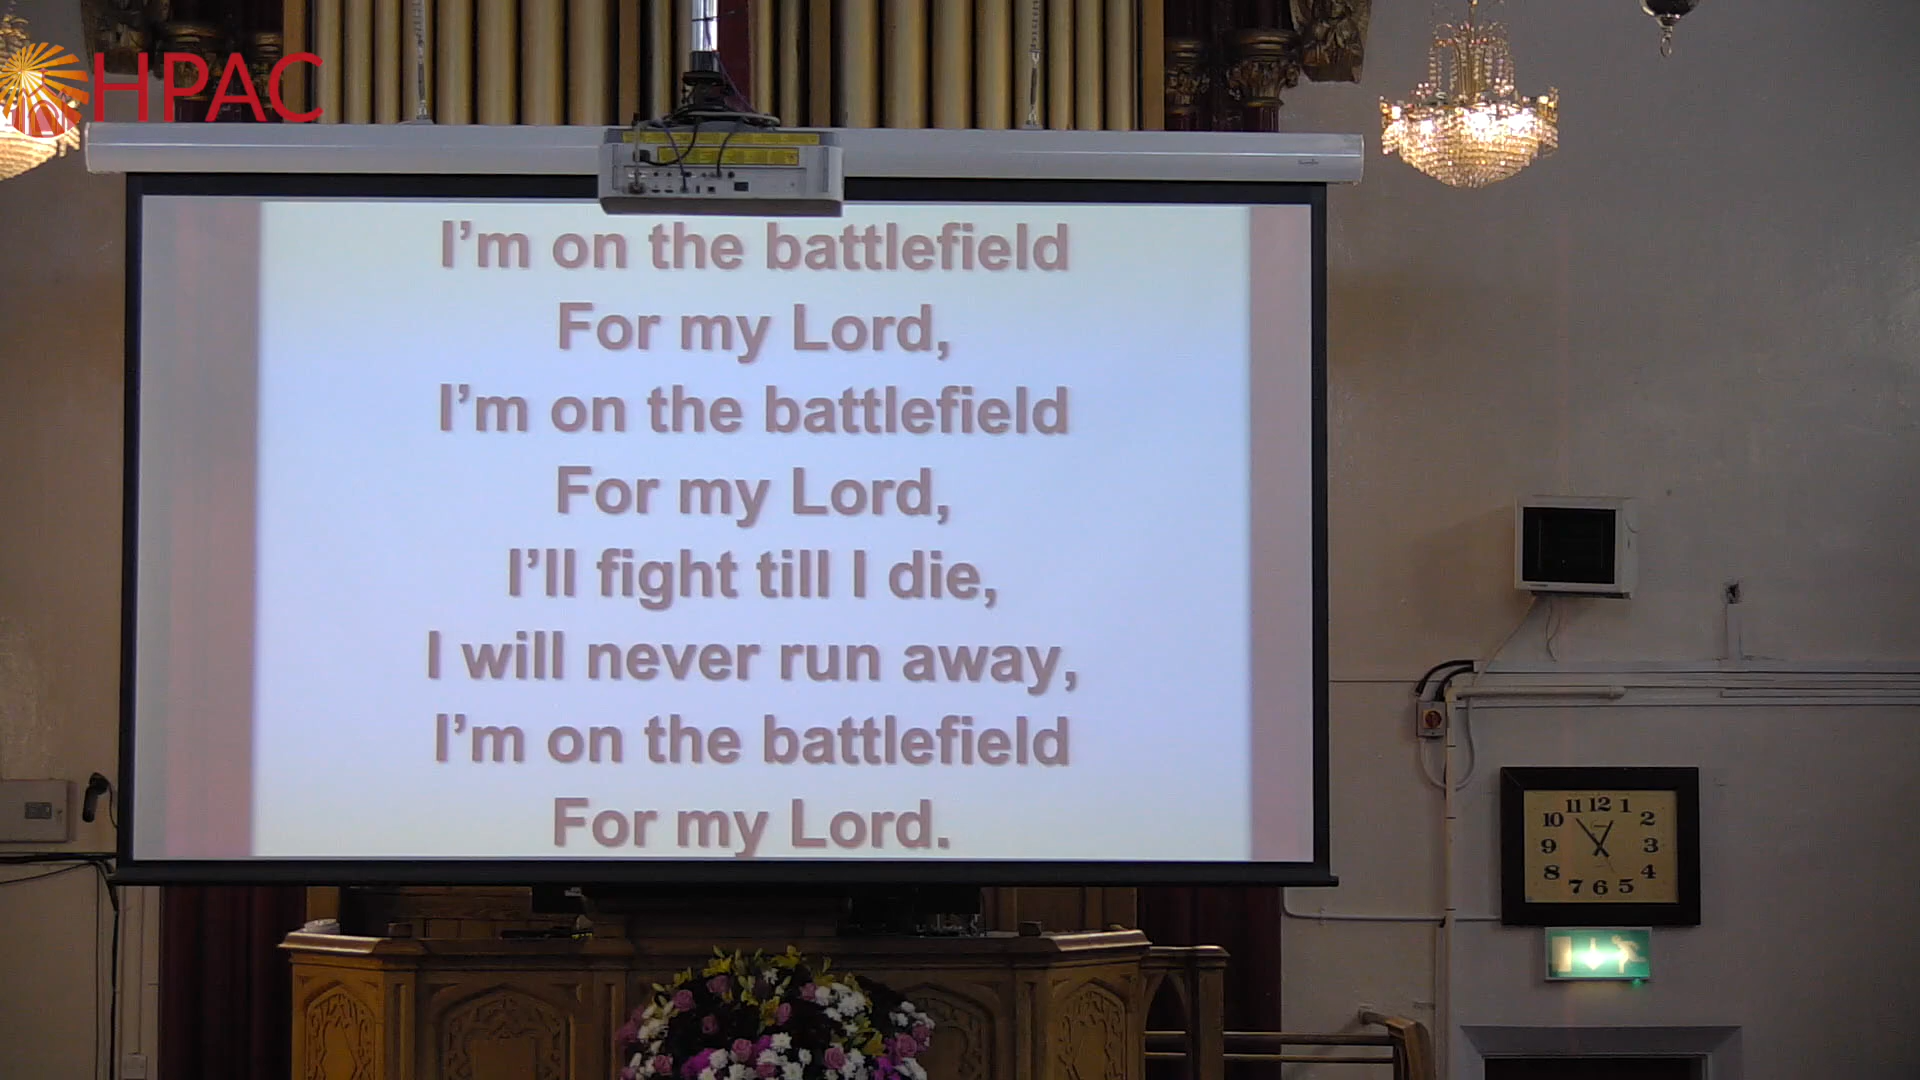 HPAC
I'm on the battlefield
For my Lord,
I'm on the battlefield
For my Lord,
I'll fight till I die,
I will never run away,
I'm on the battlefield
For my Lord.
11 12 1
10 2
9 3
8 4
7 6 5